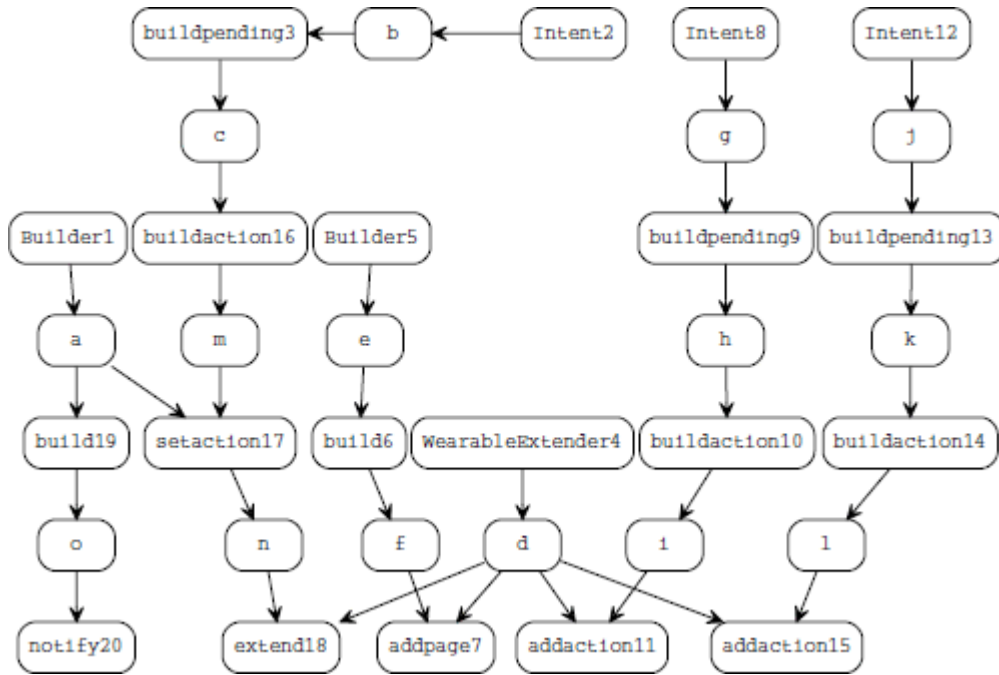 buildpending3 b Intent2 Intent8 Intent12
c g j
Builder1 buildaction16 Builder5 buildpending9 buildpending13
a m e h k
build19 setaction17 build6 WearableExtender4 buildaction10 buildaction14
o n f d i l
notify20 extend18 addpage7 addaction11 addaction15